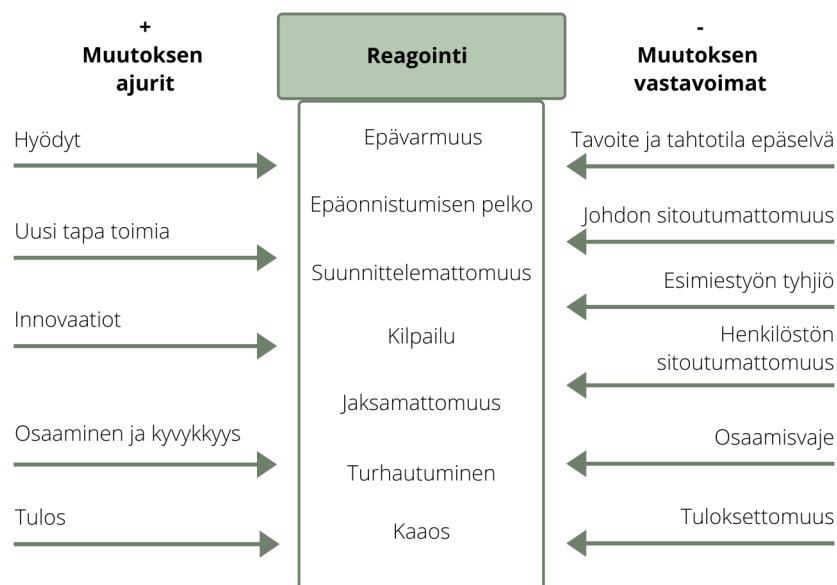 +
Muutoksen
ajurit
Hyödyt
Uusi tapa toimia
Innovaatiot
Osaaminen ja kyvykkyys
Tulos
Reagointi
Epävarmuus
Epäonnistumisen pelko
Suunnittelemattomuus
Kilpailu
Jaksamattomuus
Turhautuminen
Kaaos
-
Muutoksen
vastavoimat
Tavoite ja tahtotila epäselvä
Johdon sitoutumattomuus
Esimiestyön tyhjiö
Henkilöstön
sitoutumattomuus
Osaamisvaje
Tuloksettomuus